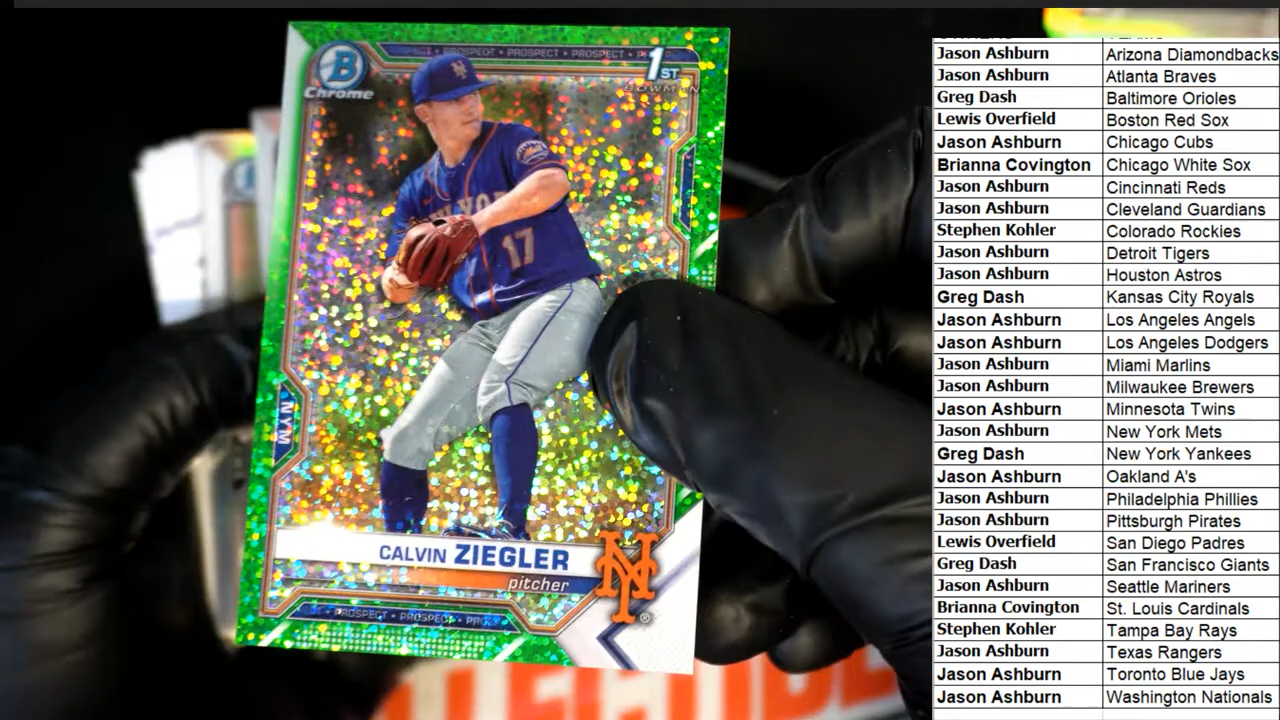 PROSPECT • PROSPECT • PROSPECT
B
Chrome
1ST
BOWMAN
17
NYM
CALVIN ZIEGLER
pitcher
NY
®
PROSPECT • PROSPECT
Jason Ashburn Arizona Diamondbacks
Jason Ashburn Atlanta Braves
Greg Dash Baltimore Orioles
Lewis Overfield Boston Red Sox
Jason Ashburn Chicago Cubs
Brianna Covington Chicago White Sox
Jason Ashburn Cincinnati Reds
Jason Ashburn Cleveland Guardians
Stephen Kohler Colorado Rockies
Jason Ashburn Detroit Tigers
Jason Ashburn Houston Astros
Greg Dash Kansas City Royals
Jason Ashburn Los Angeles Angels
Jason Ashburn Los Angeles Dodgers
Jason Ashburn Miami Marlins
Jason Ashburn Milwaukee Brewers
Jason Ashburn Minnesota Twins
Jason Ashburn New York Mets
Greg Dash New York Yankees
Jason Ashburn Oakland A's
Jason Ashburn Philadelphia Phillies
Jason Ashburn Pittsburgh Pirates
Lewis Overfield San Diego Padres
Greg Dash San Francisco Giants
Jason Ashburn Seattle Mariners
Brianna Covington St. Louis Cardinals
Stephen Kohler Tampa Bay Rays
Jason Ashburn Texas Rangers
Jason Ashburn Toronto Blue Jays
Jason Ashburn Washington Nationals